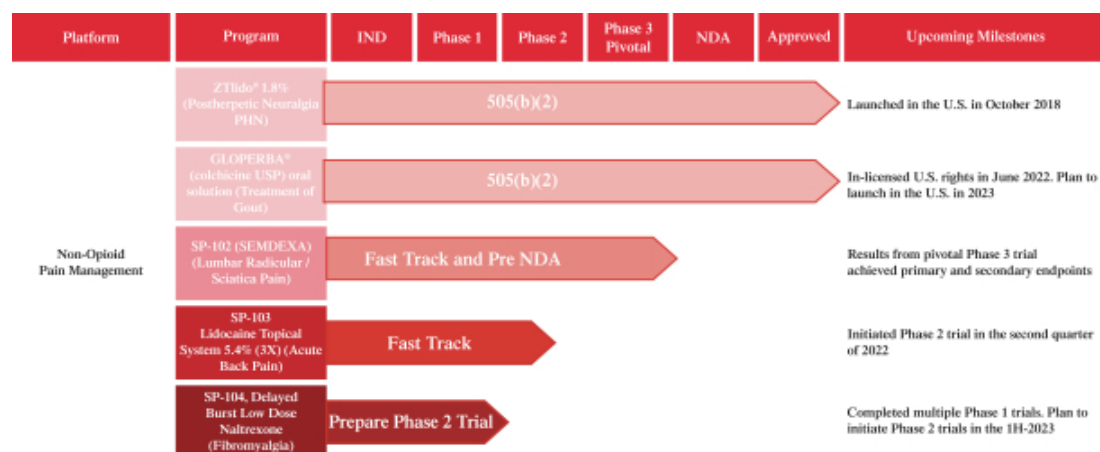 Platform
Program
IND
Phase 1
Phase 2
Phase 3
Pivotal
NDA
Approved
Upcoming Milestones
Non-Opioid
Pain Management
ZTlido® 1.8%
(Postherpetic Neuralgia
PHN)
505(b)(2)
Launched in the U.S. in October 2018
GLOPERBA®
(colchicine USP) oral
solution (Treatment of
Gout)
505(b)(2)
In-licensed U.S. rights in June 2022. Plan to
launch in the U.S. in 2023
SP-102 (SEMDEXA)
(Lumbar Radicular /
Sciatica Pain)
Fast Track and Pre NDA
Results from pivotal Phase 3 trial
achieved primary and secondary endpoints
SP-103
Lidocaine Topical
System 5.4% (3X) (Acute
Back Pain)
Fast Track
Initiated Phase 2 trial in the second quarter
of 2022
SP-104, Delayed
Burst Low Dose
Naltrexone
(Fibromyalgia)
Prepare Phase 2 Trial
Completed multiple Phase 1 trials. Plan to
initiate Phase 2 trials in the 1H-2023